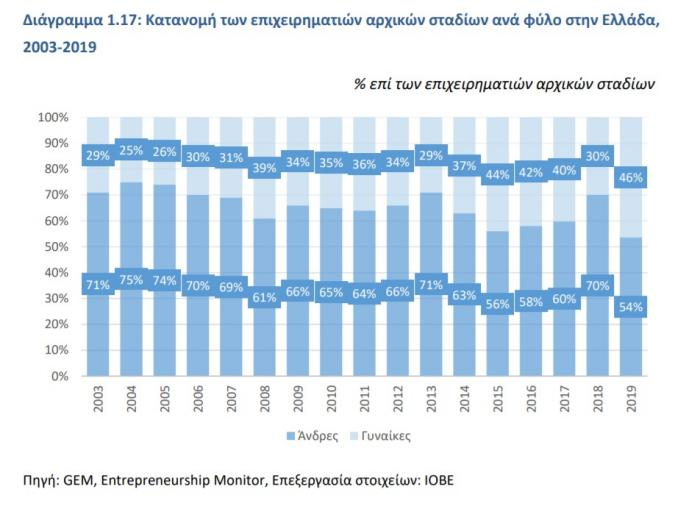 Διάγραμμα 1.17: Κατανομή των επιχειρηματιών αρχικών σταδίων ανά φύλο στην Ελλάδα,
2003-2019
% επί των επιχειρηματιών αρχικών σταδίων
100%
90%
80%
70%
60%
50%
40%
30%
20%
10%
0%
29% 25% 26% 30% 31% 39% 34% 35% 36% 34% 29% 37% 44% 42% 40% 30% 46%
71% 75% 74% 70% 69% 61% 66% 65% 64% 66% 71% 63% 56% 58% 60% 70% 54%
2003 2004 2005 2006 2007 2008 2009 2010 2011 2012 2013 2014 2015 2016 2017 2018 2019
Άνδρες Γυναίκες
Πηγή: GEM, Entrepreneurship Monitor, Επεξεργασία στοιχείων: ΙΟΒΕ